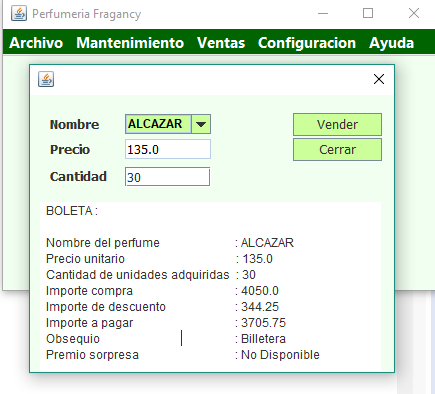 Perfumeria Fragancy
Archivo Mantenimiento Ventas Configuracion Ayuda
Nombre ALCAZAR Vender
Precio 135.0 Cerrar
Cantidad 30
BOLETA :
Nombre del perfume : ALCAZAR
Precio unitario : 135.0
Cantidad de unidades adquiridas : 30
Importe compra : 4050.0
Importe de descuento : 344.25
Importe a pagar : 3705.75
Obsequio : Billetera
Premio sorpresa : No Disponible